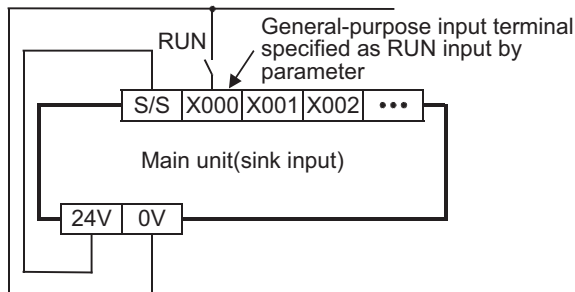 RUN
General-purpose input terminal
specified as RUN input by
parameter
S/S X000 X001 X002 •••
Main unit(sink input)
24V 0V